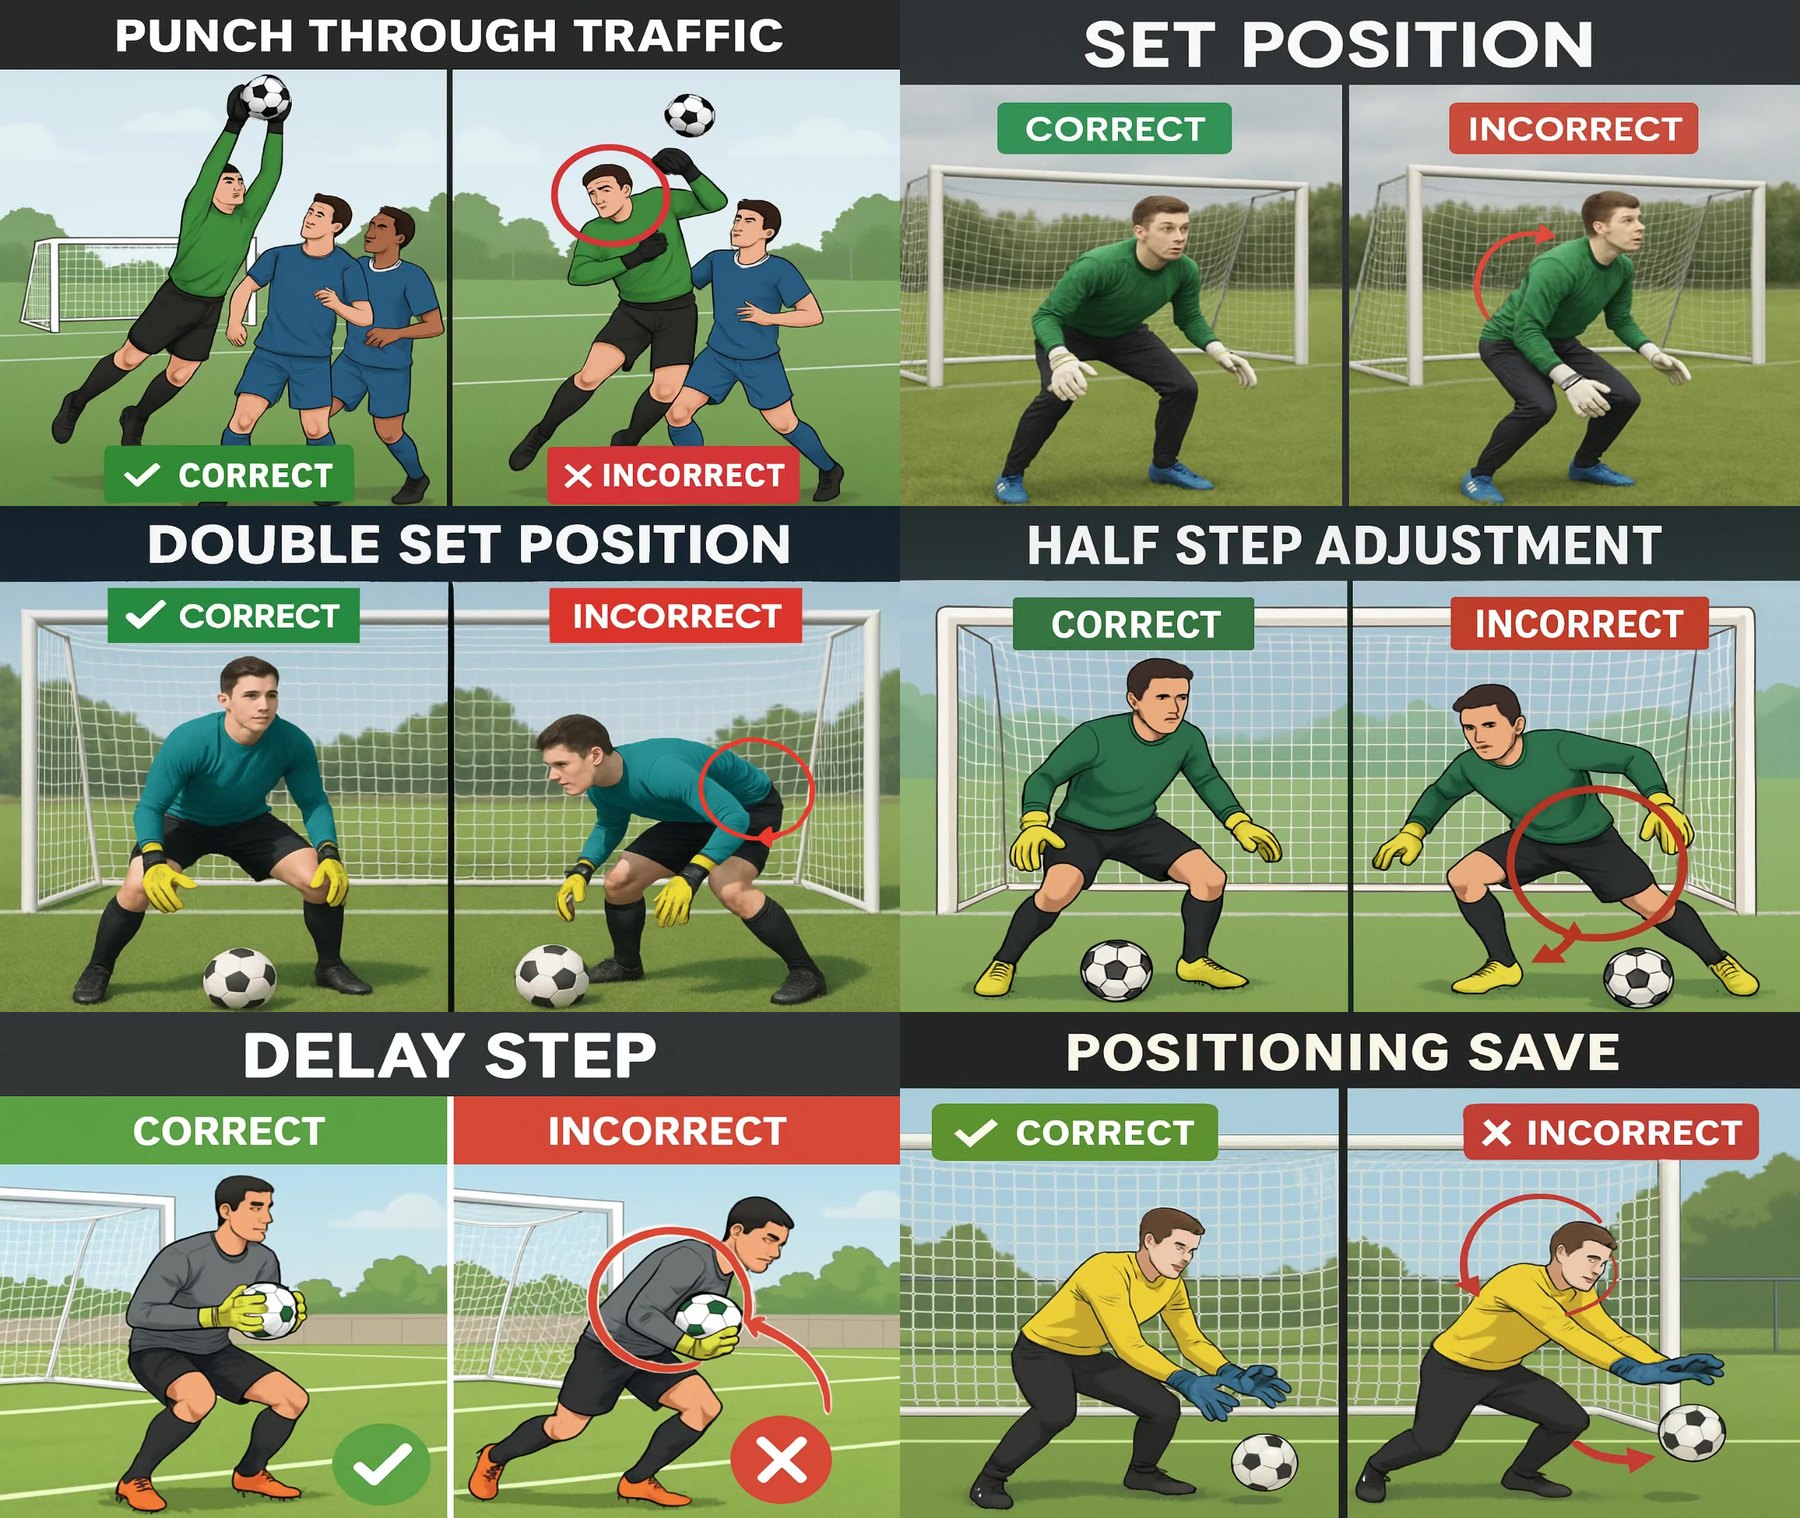 PUNCH THROUGH TRAFFIC
CORRECT
INCORRECT
SET POSITION
CORRECT
INCORRECT
DOUBLE SET POSITION
CORRECT
INCORRECT
HALF STEP ADJUSTMENT
CORRECT
INCORRECT
DELAY STEP
CORRECT
INCORRECT
POSITIONING SAVE
CORRECT
INCORRECT